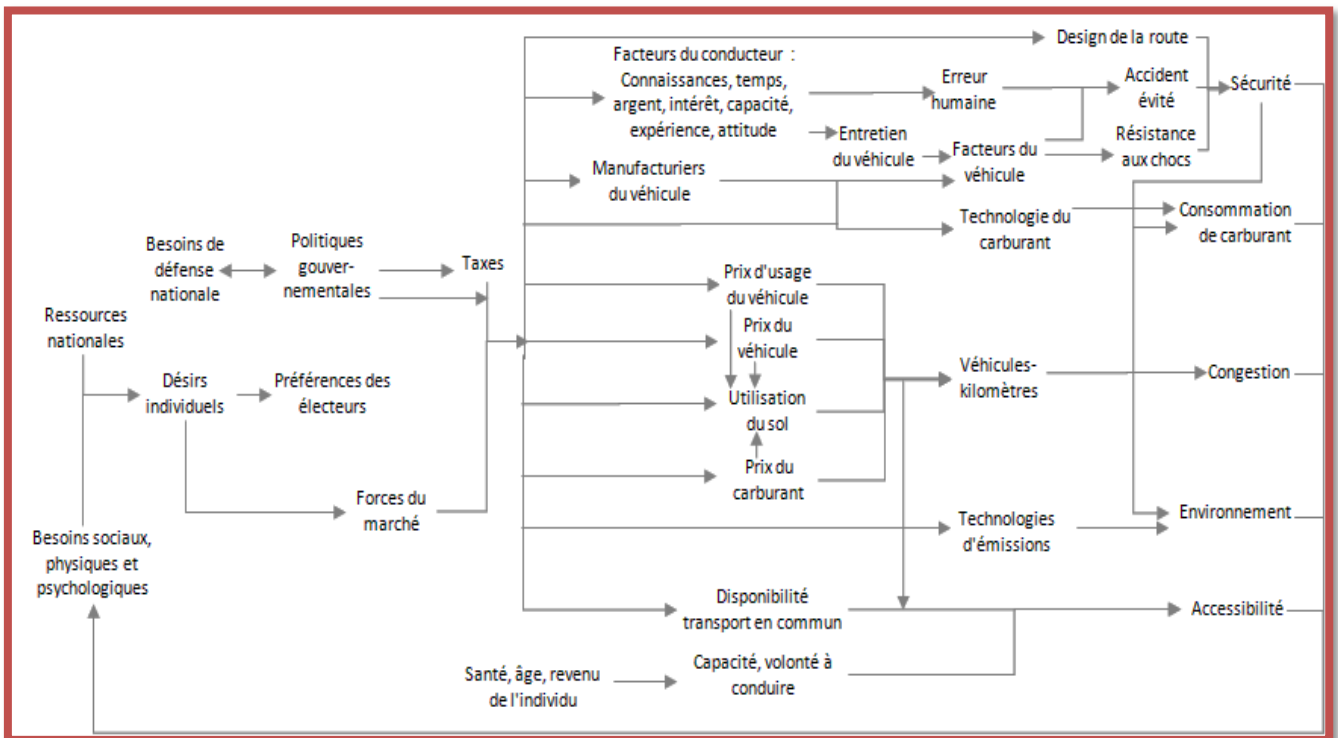 Design de la route
Facteurs du conducteur :
Connaissances, temps,
argent, intérêt, capacité,
expérience, attitude
Erreur
humaine
Accident
évité
Sécurité
Entretien
du véhicule
Facteurs du
véhicule
Résistance
aux chocs
Manufacturiers
du véhicule
Technologie du
carburant
Consommation
de carburant
Besoins de
défense
nationale
Politiques
gouver-
nementales
Taxes
Prix d'usage
du véhicule
Ressources
nationales
Prix du
véhicule
Désirs
individuels
Préférences des
électeurs
Utilisation
du sol
Véhicules-
kilomètres
Congestion
Prix du
carburant
Forces du
marché
Besoins sociaux,
physiques et
psychologiques
Technologies
d'émissions
Environnement
Disponibilité
transport en commun
Accessibilité
Santé, âge, revenu
de l'individu
Capacité, volonté à
conduire